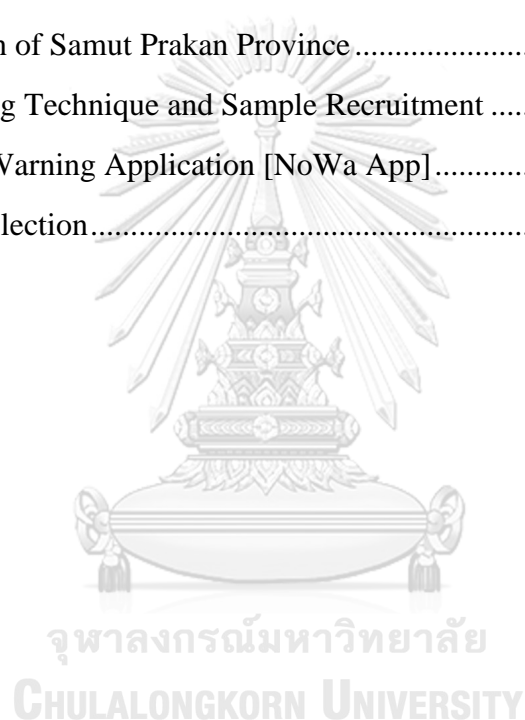 n of Samut Prakan Province.......................
g Technique and Sample Recruitment.....
Warning Application [NoWa App].............
lection..............................................................
จุฬาลงกรณ์มหาวิทยาลัย
CHULALONGKORN UNIVERSITY